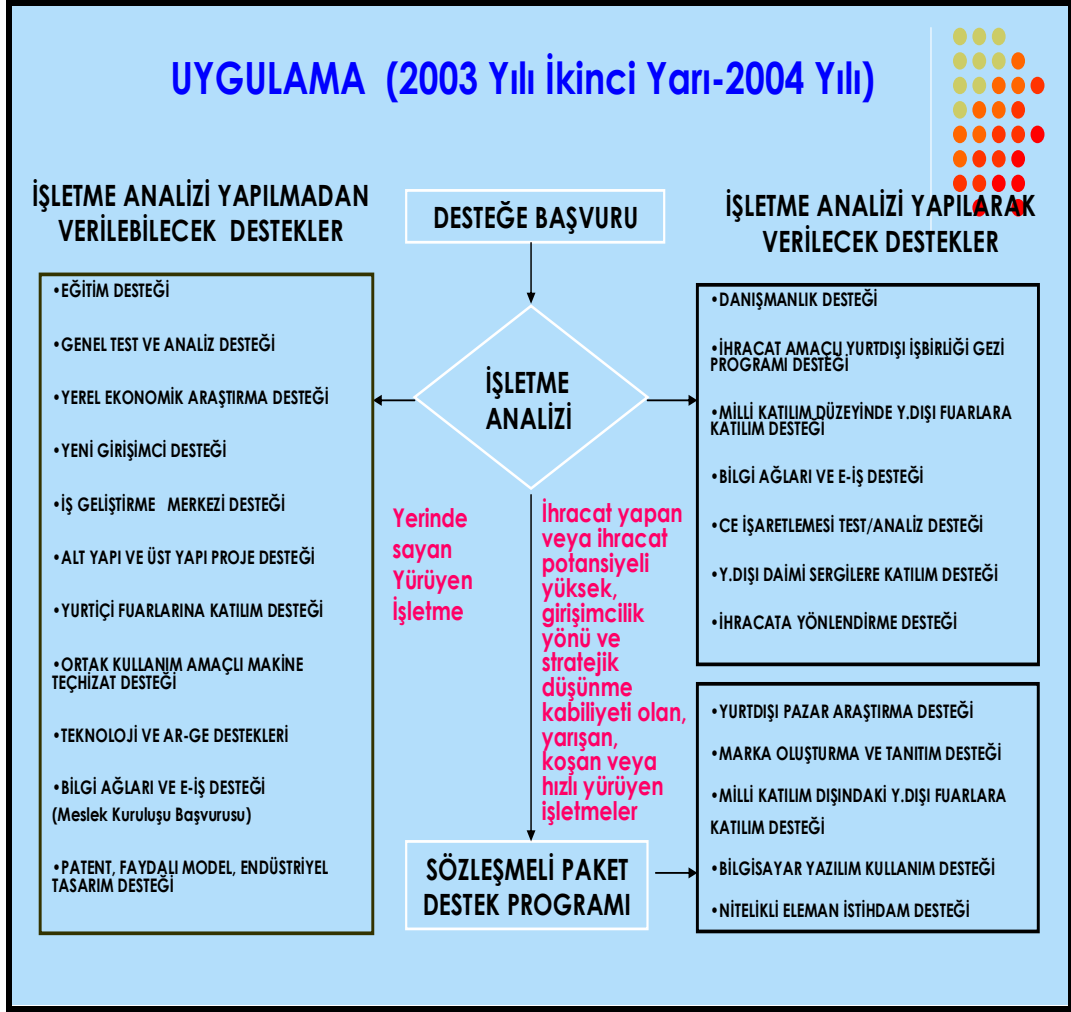 UYGULAMA (2003 Yılı İkinci Yarı-2004 Yılı)
İŞLETME ANALİZİ YAPILMADAN
VERİLEBİLECEK DESTEKLER
•EĞİTİM DESTEĞİ
•GENEL TEST VE ANALİZ DESTEĞİ
•YEREL EKONOMİK ARAŞTIRMA DESTEĞİ
•YENİ GİRİŞİMCİ DESTEĞİ
•İŞ GELİŞTİRME MERKEZİ DESTEĞİ
•ALT YAPI VE ÜST YAPI PROJE DESTEĞİ
•YURTİÇİ FUARLARINA KATILIM DESTEĞİ
•ORTAK KULLANIM AMAÇLI MAKİNE
TEÇHİZAT DESTEĞİ
•TEKNOLOJİ VE AR-GE DESTEKLERİ
•BİLGİ AĞLARI VE E-İŞ DESTEĞİ
(Meslek Kuruluşu Başvurusu)
•PATENT, FAYDALI MODEL, ENDÜSTRİYEL
TASARIM DESTEĞİ
DESTEĞE BAŞVURU
İŞLETME
ANALİZİ
Yerinde
sayan
Yürüyen
İşletme
İhracat yapan
veya ihracat
potansiyeli
yüksek,
girişimcilik
yönü ve
stratejik
düşünme
kabiliyeti olan,
yarışan,
koşan veya
hızlı yürüyen
işletmeler
SÖZLEŞMELİ PAKET
DESTEK PROGRAMI
İŞLETME ANALİZİ YAPILARAK
VERİLECEK DESTEKLER
•DANIŞMANLIK DESTEĞİ
•İHRACAT AMAÇLI YURTDIŞI İŞBİRLİĞİ GEZİ
PROGRAMI DESTEĞİ
•MİLLİ KATILIM DÜZEYİNDE Y.DIŞI FUARLARA
KATILIM DESTEĞİ
•BİLGİ AĞLARI VE E-İŞ DESTEĞİ
•CE İŞARETLEMESİ TEST/ANALİZ DESTEĞİ
•Y.DIŞI DAİMİ SERGİLERE KATILIM DESTEĞİ
•İHRACATA YÖNLENDİRME DESTEĞİ
•YURTDIŞI PAZAR ARAŞTIRMA DESTEĞİ
•MARKA OLUŞTURMA VE TANITIM DESTEĞİ
•MİLLİ KATILIM DIŞINDAKİ Y.DIŞI FUARLARA
KATILIM DESTEĞİ
•BİLGİSAYAR YAZILIM KULLANIM DESTEĞİ
•NİTELİKLİ ELEMAN İSTİHDAM DESTEĞİ